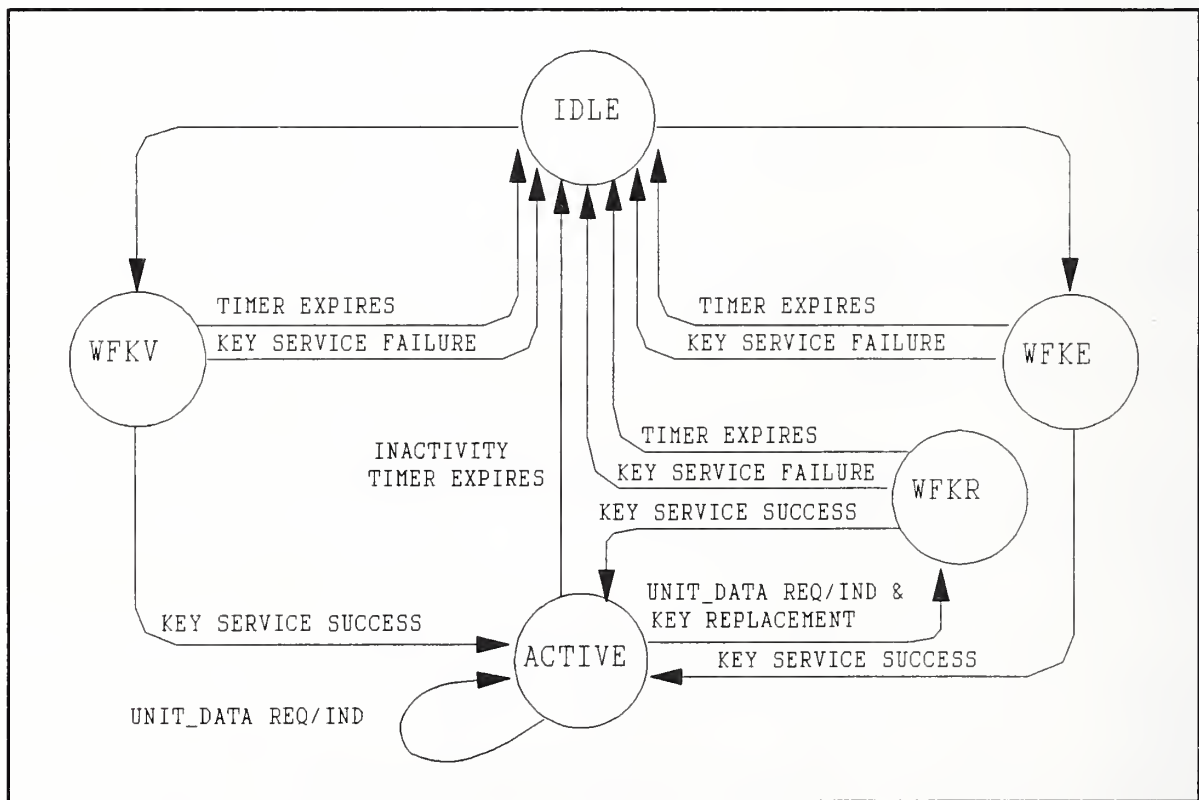 IDLE
TIMER EXPIRES
KEY SERVICE FAILURE
WFKV
TIMER EXPIRES
KEY SERVICE FAILURE
WFKE
INACTIVITY
TIMER EXPIRES
TIMER EXPIRES
KEY SERVICE FAILURE
KEY SERVICE SUCCESS
WFKR
UNIT_DATA REQ/IND &
KEY REPLACEMENT
KEY SERVICE SUCCESS
ACTIVE
KEY SERVICE SUCCESS
UNIT_DATA REQ/IND